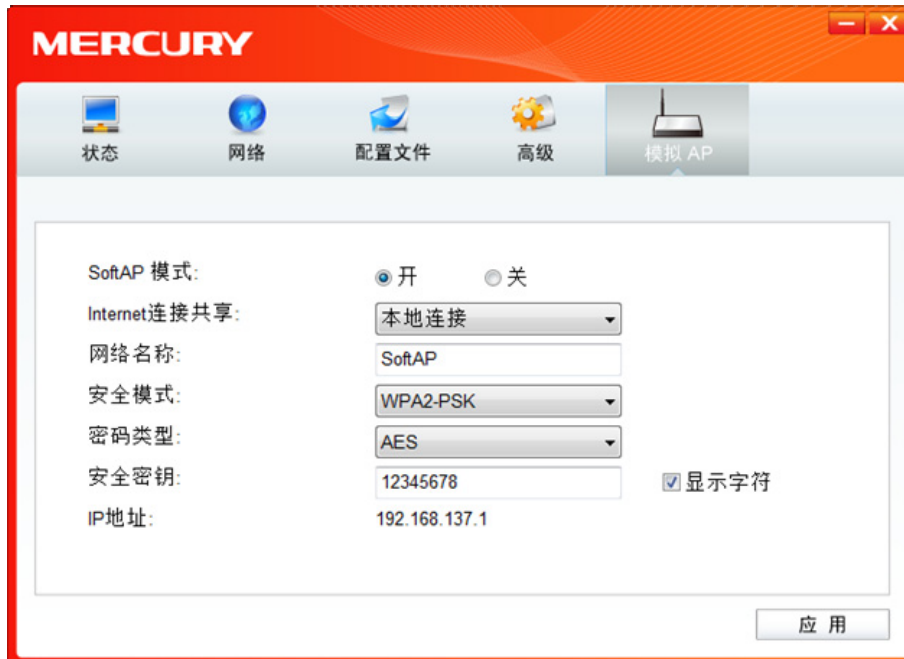 MERCURY
状态 网络 配置文件 高级 模拟 AP
SoftAP 模式: 开 关
Internet连接共享: 本地连接
网络名称: SoftAP
安全模式: WPA2-PSK
密码类型: AES
安全密钥: 12345678 显示字符
IP地址: 192.168.137.1
应 用